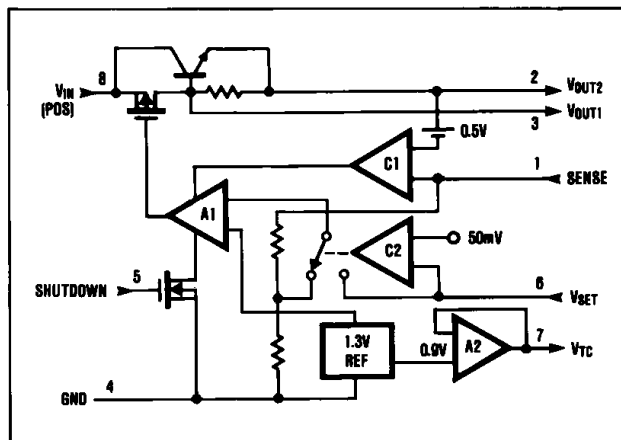 8
VIN
(POS)
2
VOUT2
VOUT1
3
0.5V
C1
1
SENSE
A1
C2
50mV
5
SHUTDOWN
6
VSET
1.3V
REF
0.9V
A2
7
VTC
4
GND